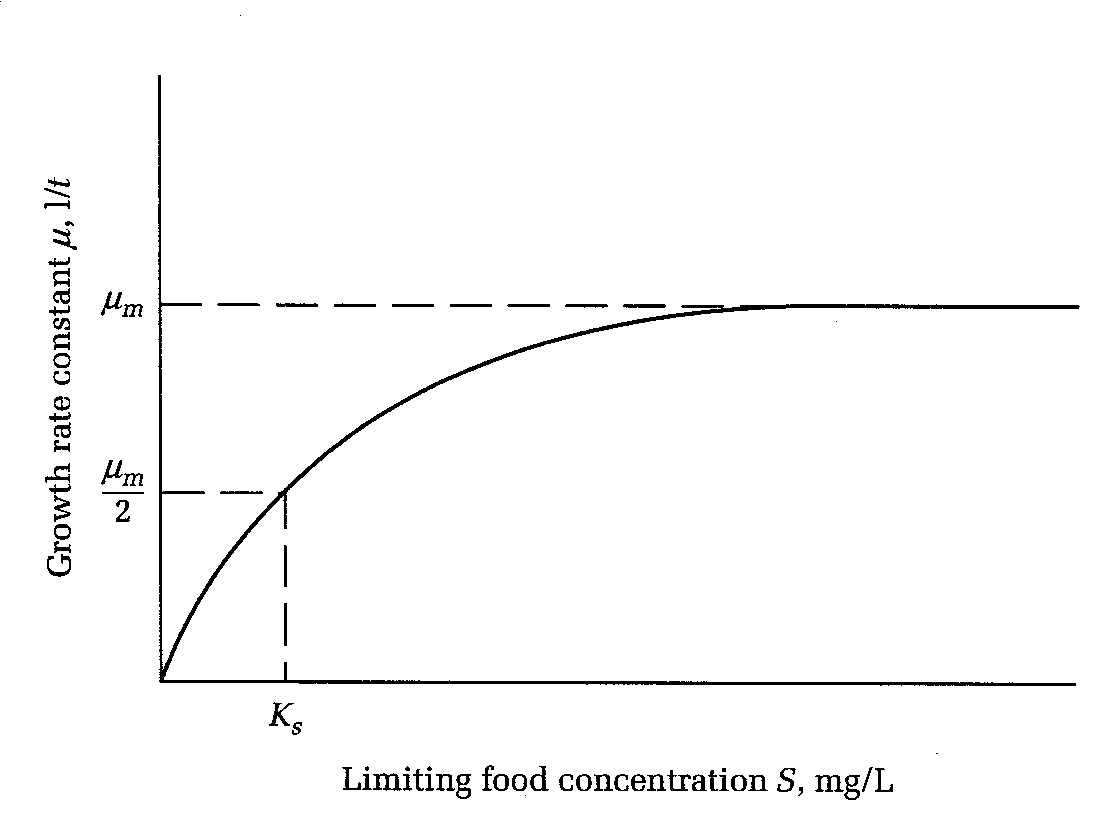 Growth rate constant μ, 1/t
μm
μm
2
Ks
Limiting food concentration S, mg/L